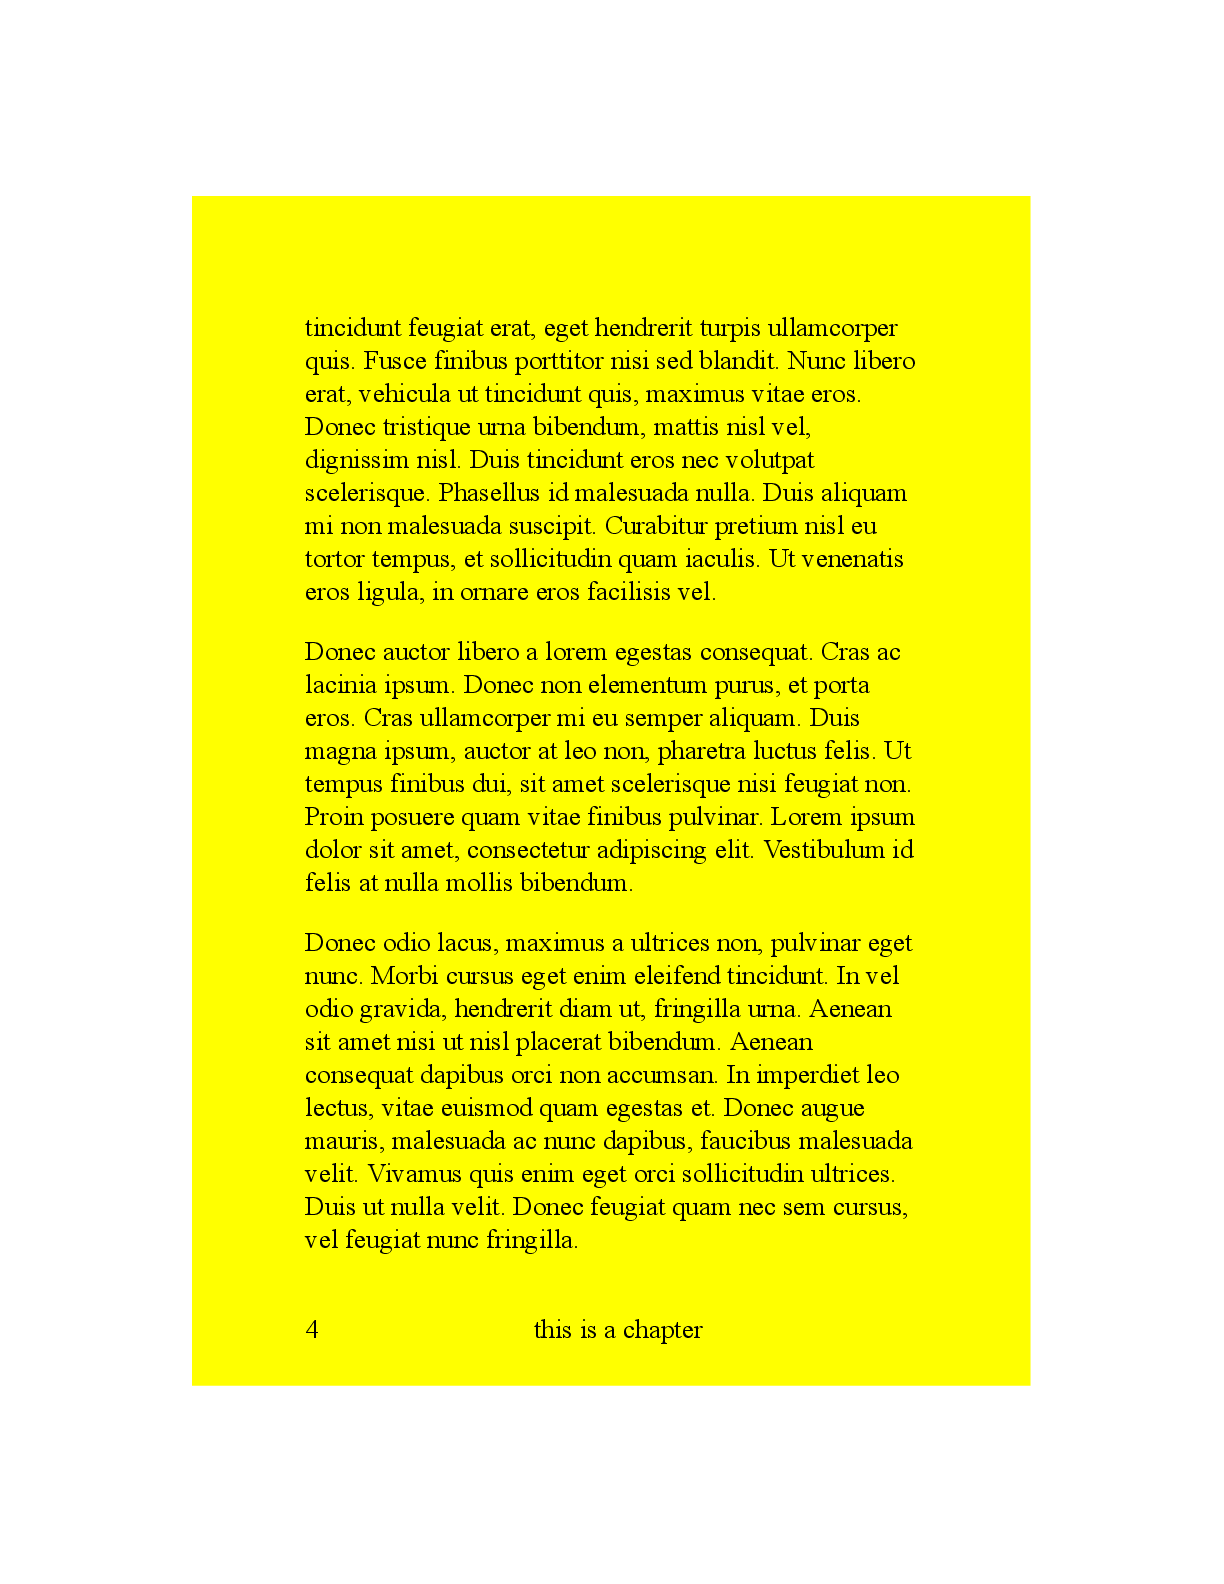 tincidunt feugiat erat, eget hendrerit turpis ullamcorper
quis. Fusce finibus porttitor nisi sed blandit. Nunc libero
erat, vehicula ut tincidunt quis, maximus vitae eros.
Donec tristique urna bibendum, mattis nisl vel,
dignissim nisl. Duis tincidunt eros nec volutpat
scelerisque. Phasellus id malesuada nulla. Duis aliquam
mi non malesuada suscipit. Curabitur pretium nisl eu
tortor tempus, et sollicitudin quam iaculis. Ut venenatis
eros ligula, in ornare eros facilisis vel.
Donec auctor libero a lorem egestas consequat. Cras ac
lacinia ipsum. Donec non elementum purus, et porta
eros. Cras ullamcorper mi eu semper aliquam. Duis
magna ipsum, auctor at leo non, pharetra luctus felis. Ut
tempus finibus dui, sit amet scelerisque nisi feugiat non.
Proin posuere quam vitae finibus pulvinar. Lorem ipsum
dolor sit amet, consectetur adipiscing elit. Vestibulum id
felis at nulla mollis bibendum.
Donec odio lacus, maximus a ultrices non, pulvinar eget
nunc. Morbi cursus eget enim eleifend tincidunt. In vel
odio gravida, hendrerit diam ut, fringilla urna. Aenean
sit amet nisi ut nisl placerat bibendum. Aenean
consequat dapibus orci non accumsan. In imperdiet leo
lectus, vitae euismod quam egestas et. Donec augue
mauris, malesuada ac nunc dapibus, faucibus malesuada
velit. Vivamus quis enim eget orci sollicitudin ultrices.
Duis ut nulla velit. Donec feugiat quam nec sem cursus,
vel feugiat nunc fringilla.
4 this is a chapter